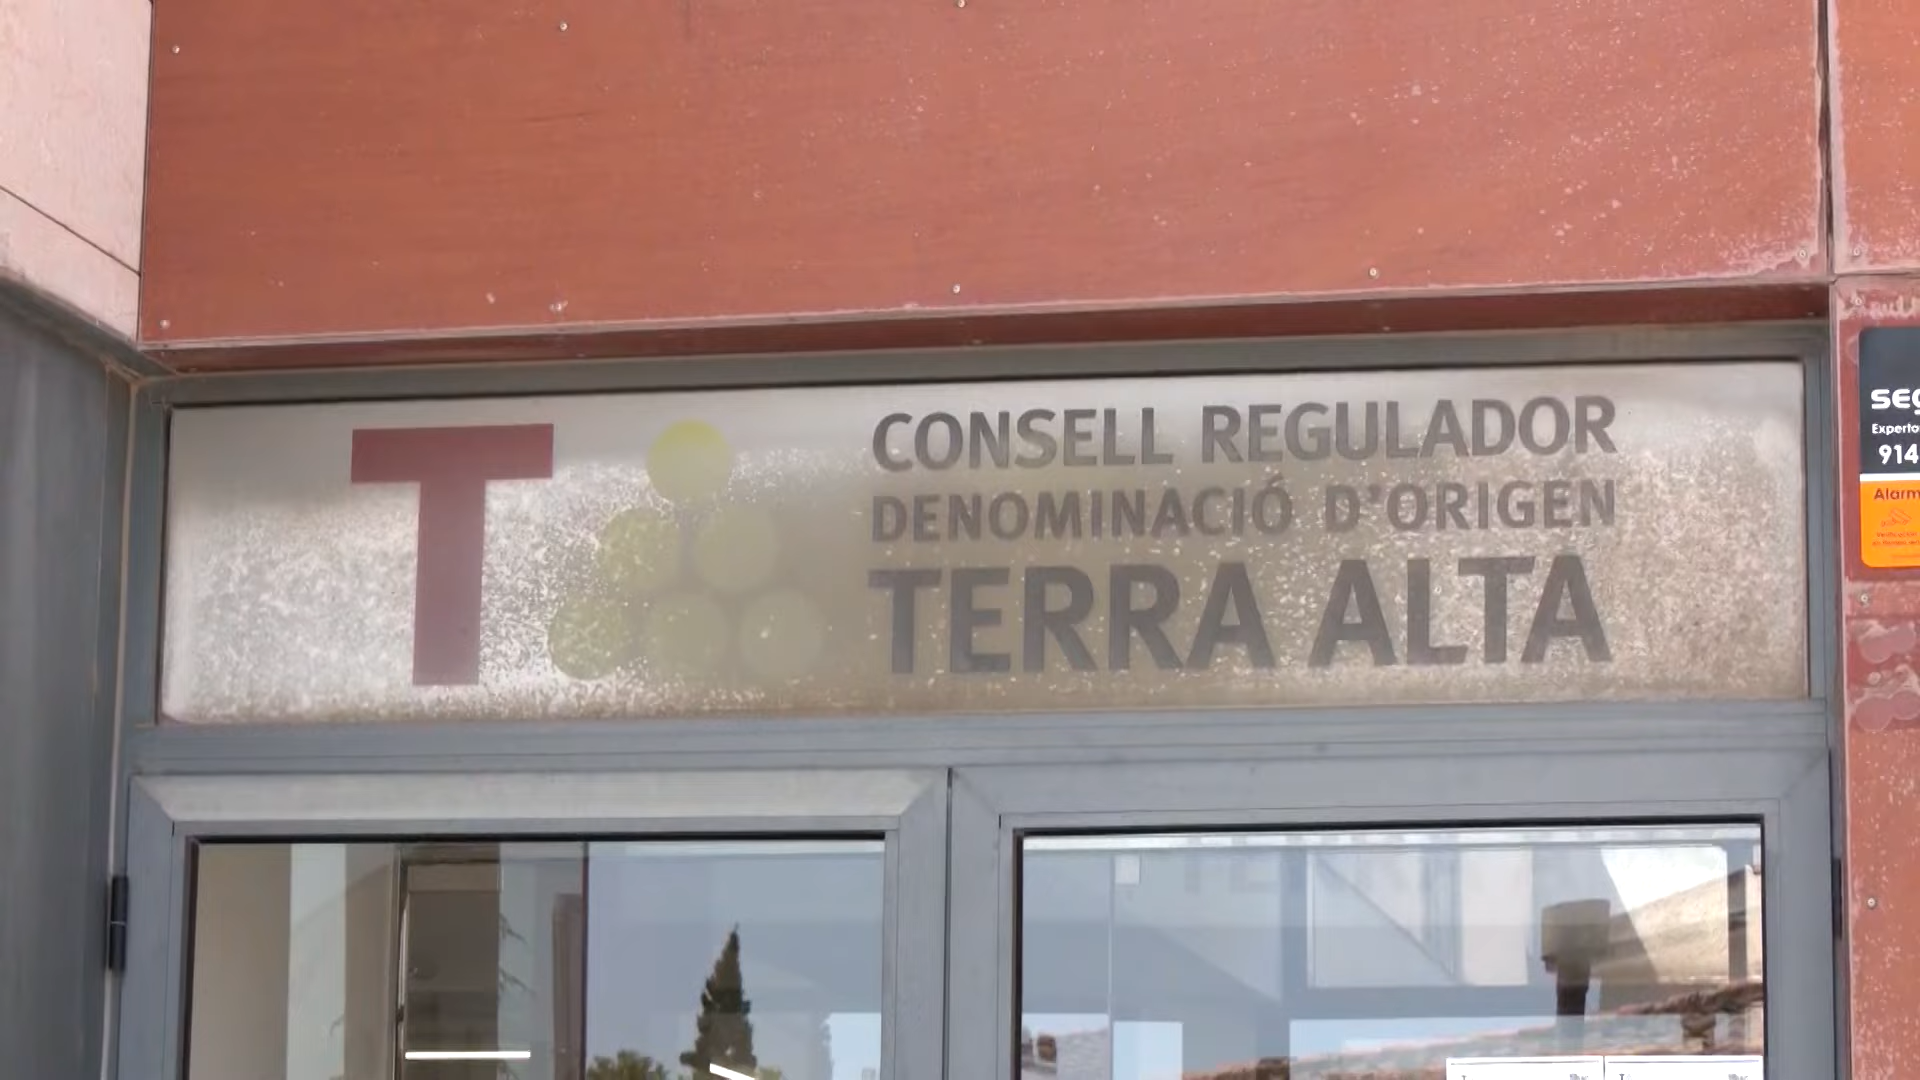 T
CONSELL REGULADOR
DENOMINACIÓ D'ORIGEN
TERRA ALTA
914